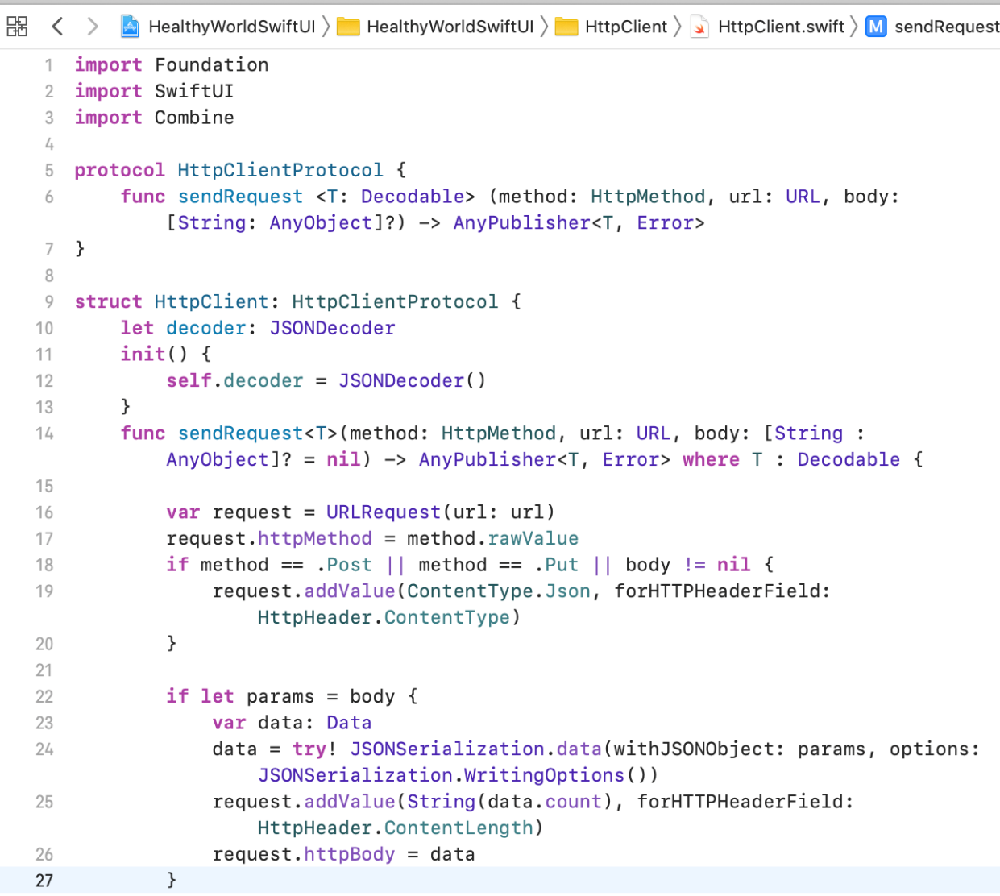 HealthyWorldSwiftUI 〉 HealthyWorldSwiftUI 〉 HttpClient 〉 HttpClient.swift 〉 M sendRequest
1 import Foundation
2 import SwiftUI
3 import Combine
4
5 protocol HttpClientProtocol {
6     func sendRequest <T: Decodable> (method: HttpMethod, url: URL, body:
        [String: AnyObject]?) -> AnyPublisher<T, Error>
7 }
8
9 struct HttpClient: HttpClientProtocol {
10     let decoder: JSONDecoder
11     init() {
12         self.decoder = JSONDecoder()
13     }
14     func sendRequest<T>(method: HttpMethod, url: URL, body: [String :
        AnyObject]? = nil) -> AnyPublisher<T, Error> where T : Decodable {
15
16         var request = URLRequest(url: url)
17         request.httpMethod = method.rawValue
18         if method == .Post || method == .Put || body != nil {
19             request.addValue(ContentType.Json, forHTTPHeaderField:
                HttpHeader.ContentType)
20         }
21
22         if let params = body {
23             var data: Data
24             data = try! JSONSerialization.data(withJSONObject: params, options:
                JSONSerialization.WritingOptions())
25             request.addValue(String(data.count), forHTTPHeaderField:
                HttpHeader.ContentLength)
26             request.httpBody = data
27         }